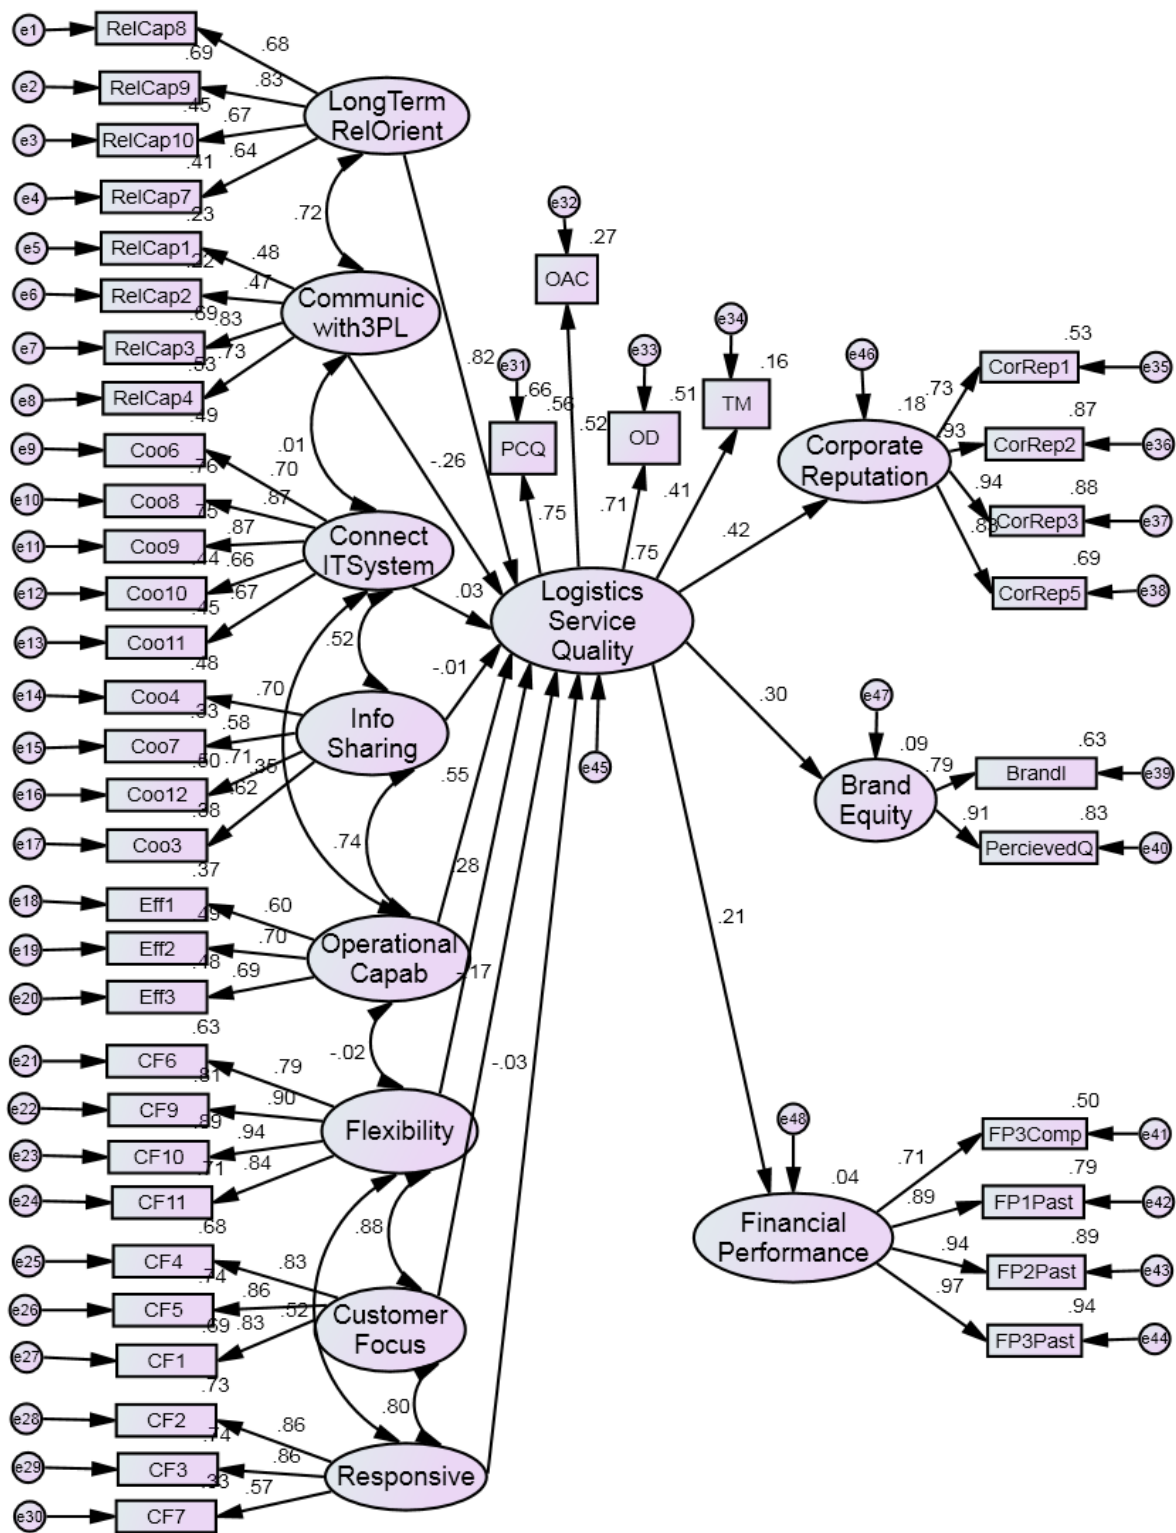 e1
RelCap8
.69
.68
e2
RelCap9
.83
.45
LongTerm
RelOrient
e3
RelCap10
.67
.41
.64
e4
RelCap7
.23
.72
e5
RelCap1
.48
.22
e6
RelCap2
.47
.69
Communic
with3PL
e7
RelCap3
.83
.53
.73
e8
RelCap4
.49
e9
Coo6
.76
.70
.01
e10
Coo8
.75
.87
e11
Coo9
.87
.44
Connect
ITSystem
e12
Coo10
.66
.45
.67
e13
Coo11
.48
.52
e14
Coo4
.70
.33
Info
Sharing
e15
Coo7
.58
.50
.71
.35
e16
Coo12
.62
.38
e17
Coo3
.37
.74
e18
Eff1
.60
.49
e19
Eff2
.70
.48
Operational
Capab
e20
Eff3
.69
.63
-.02
e21
CF6
.79
.81
e22
CF9
.90
.89
Flexibility
e23
CF10
.94
.71
.84
e24
CF11
.68
.88
e25
CF4
.83
.74
e26
CF5
.86
.52
.69
.83
Customer
Focus
e27
CF1
.73
.80
e28
CF2
.86
.74
e29
CF3
.86
.33
Responsive
e30
CF7
.57
.82
-.26
.03
-.01
.55
.28
-.17
-.03
e32
.27
OAC
e31
.66
.56
PCQ
.75
e33
.52
OD
.71
e34
.16
.51
TM
.41
.75
Logistics
Service
Quality
e45
.42
.30
.21
e46
.18
Corporate
Reputation
.73
.53
CorRep1
e35
.93
.87
CorRep2
e36
.94
.88
CorRep3
e37
.83
.69
CorRep5
e38
e47
.09
Brand
Equity
.79
.63
BrandI
e39
.91
.83
PercievedQ
e40
e48
.04
Financial
Performance
.71
.50
FP3Comp
e41
.89
.79
FP1Past
e42
.94
.89
FP2Past
e43
.97
.94
FP3Past
e44